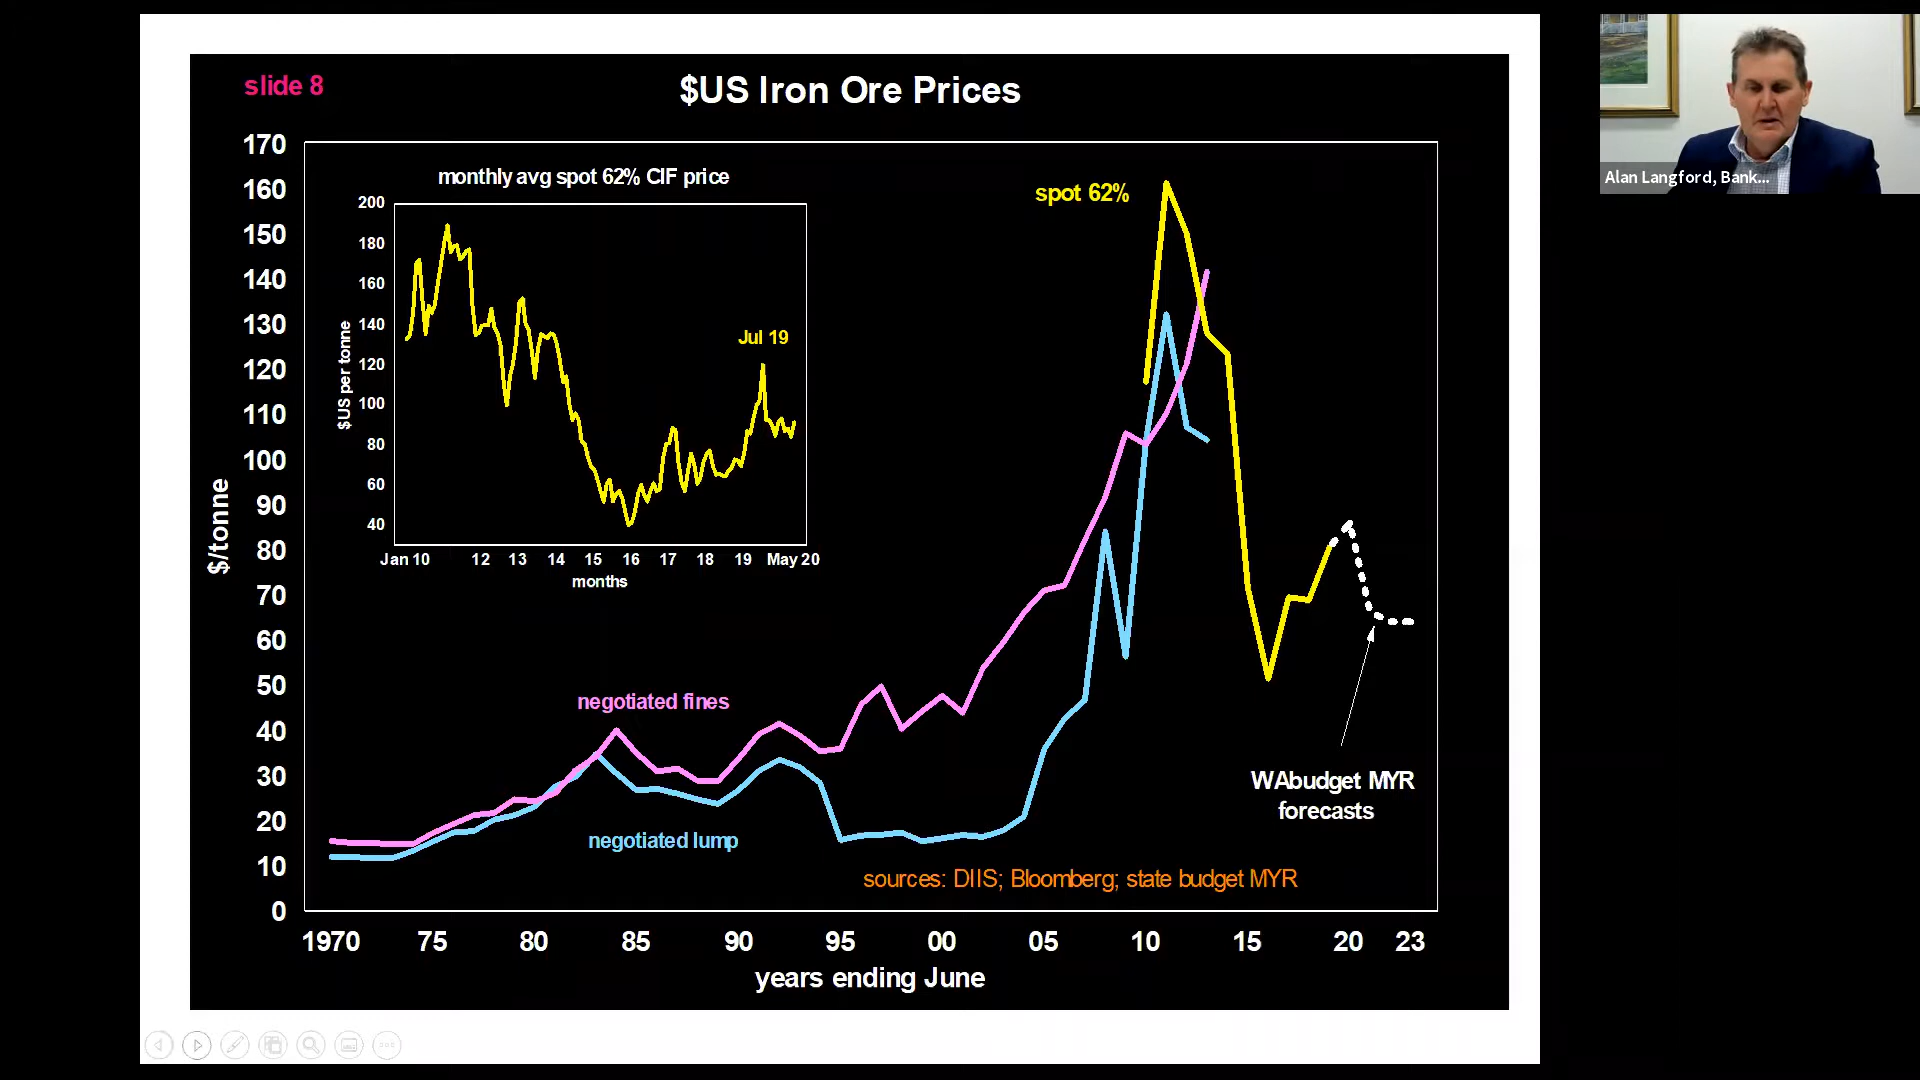 slide 8
$US Iron Ore Prices
170
160
150
140
130
120
110
100
90
80
70
60
50
40
30
20
10
0
$/tonne
monthly avg spot 62% CIF price
200
180
160
140
120
100
80
60
40
$US per tonne
Jul 19
Jan 10 12 13 14 15 16 17 18 19 May 20
months
spot 62%
negotiated fines
negotiated lump
WAbudget MYR
forecasts
sources: DIIS; Bloomberg; state budget MYR
1970 75 80 85 90 95 00 05 10 15 20 23
years ending June
Alan Langford, Bank...